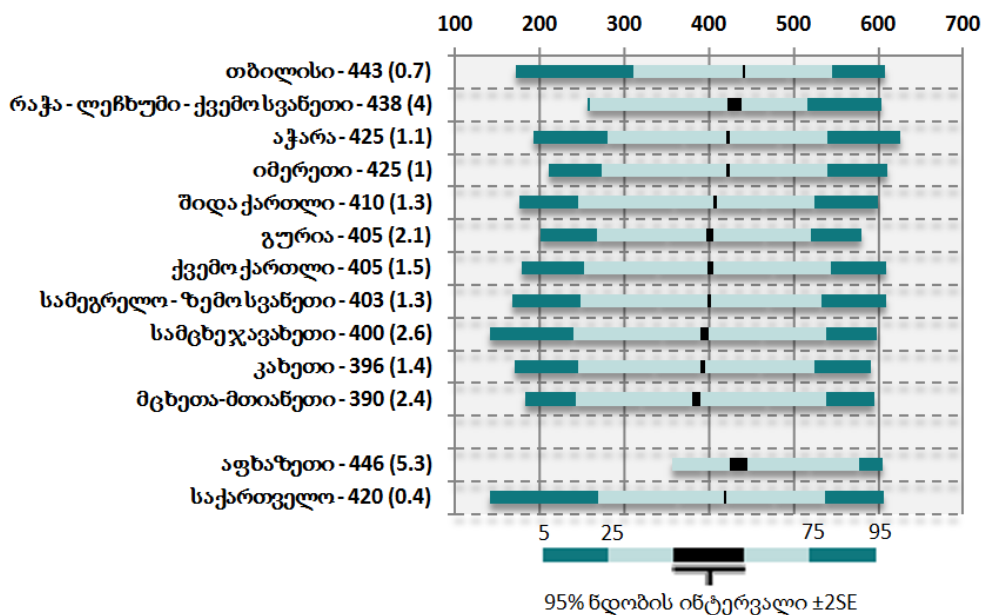 100 200 300 400 500 600 700
თბილისი - 443 (0.7)
რაჭა - ლეჩხუმი - ქვემო სვანეთი - 438 (4)
აჭარა - 425 (1.1)
იმერეთი - 425 (1)
შიდა ქართლი - 410 (1.3)
გურია - 405 (2.1)
ქვემო ქართლი - 405 (1.5)
სამეგრელო - ზემო სვანეთი - 403 (1.3)
სამცხეჯავახეთი - 400 (2.6)
კახეთი - 396 (1.4)
მცხეთა-მთიანეთი - 390 (2.4)
აფხაზეთი - 446 (5.3)
საქართველო - 420 (0.4)
5 25 75 95
95% ნდობის ინტერვალი ±2SE